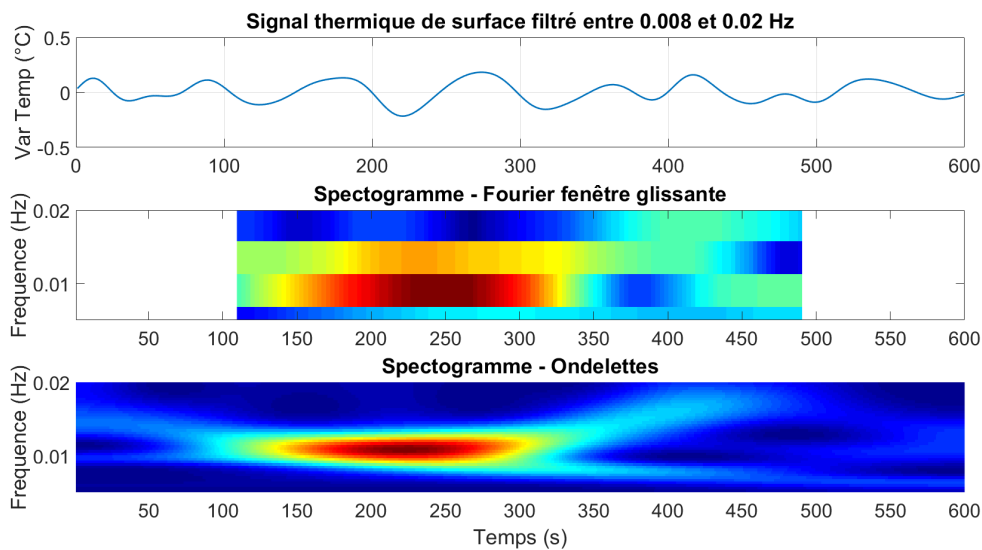 Signal thermique de surface filtré entre 0.008 et 0.02 Hz
Var Temp (°C)
0.5
0
-0.5
0 100 200 300 400 500 600
Spectogramme - Fourier fenêtre glissante
Frequence (Hz)
0.02
0.01
50 100 150 200 250 300 350 400 450 500 550 600
Spectogramme - Ondelettes
Frequence (Hz)
0.02
0.01
50 100 150 200 250 300 350 400 450 500 550 600
Temps (s)